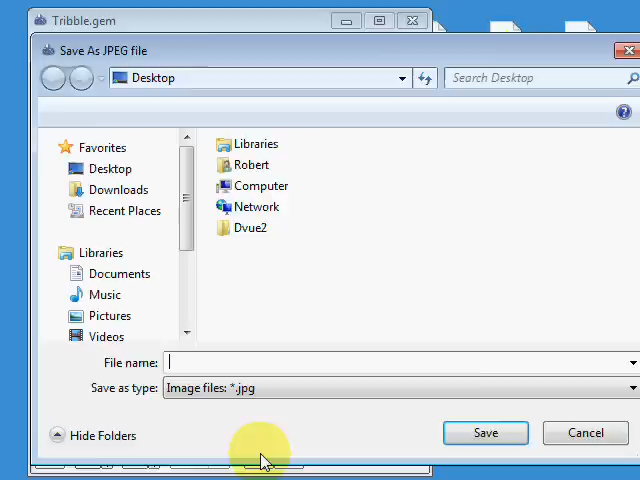 Tribble.gem
Save As JPEG file
Desktop
Search Desktop
Favorites
Desktop
Downloads
Recent Places
Libraries
Documents
Music
Pictures
Videos
Libraries
Robert
Computer
Network
Dvue2
File name:
Save as type: Image files: *.jpg
Hide Folders
Save
Cancel